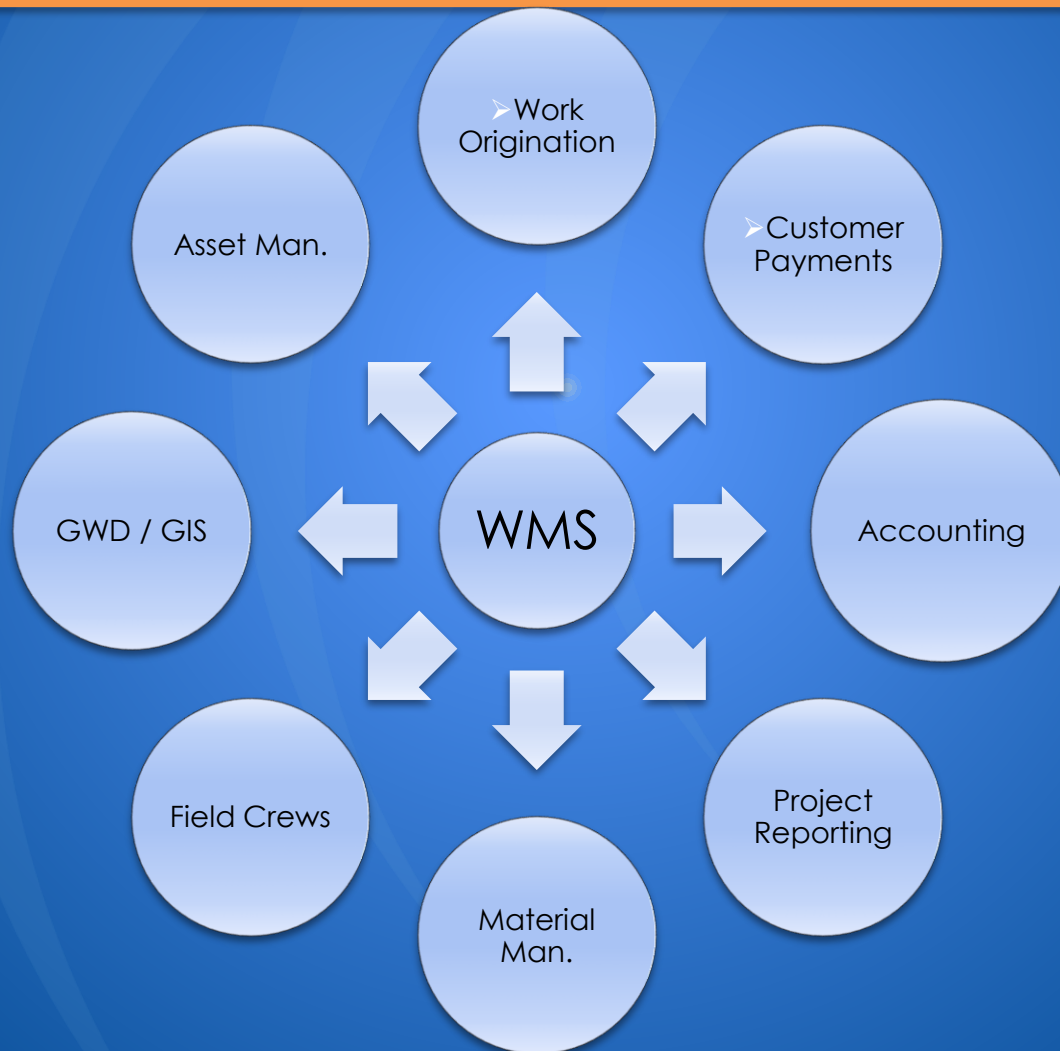 ➢Work
Origination
➢Customer
Payments
Asset Man.
GWD / GIS
WMS
Accounting
Field Crews
Project
Reporting
Material
Man.